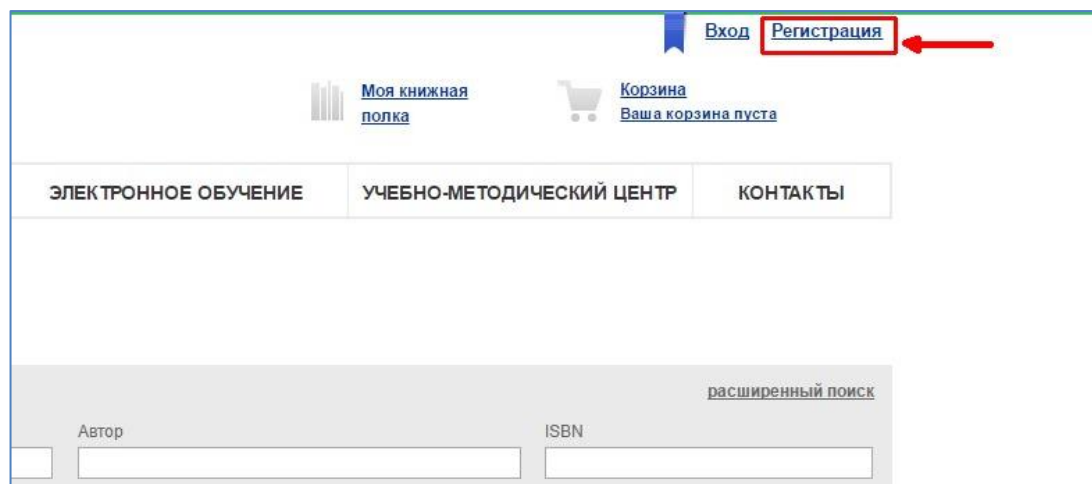 Вход Регистрация
Моя книжная
полка
Корзина
Ваша корзина пуста
ЭЛЕКТРОННОЕ ОБУЧЕНИЕ УЧЕБНО-МЕТОДИЧЕСКИЙ ЦЕНТР КОНТАКТЫ
расширенный поиск
Автор ISBN